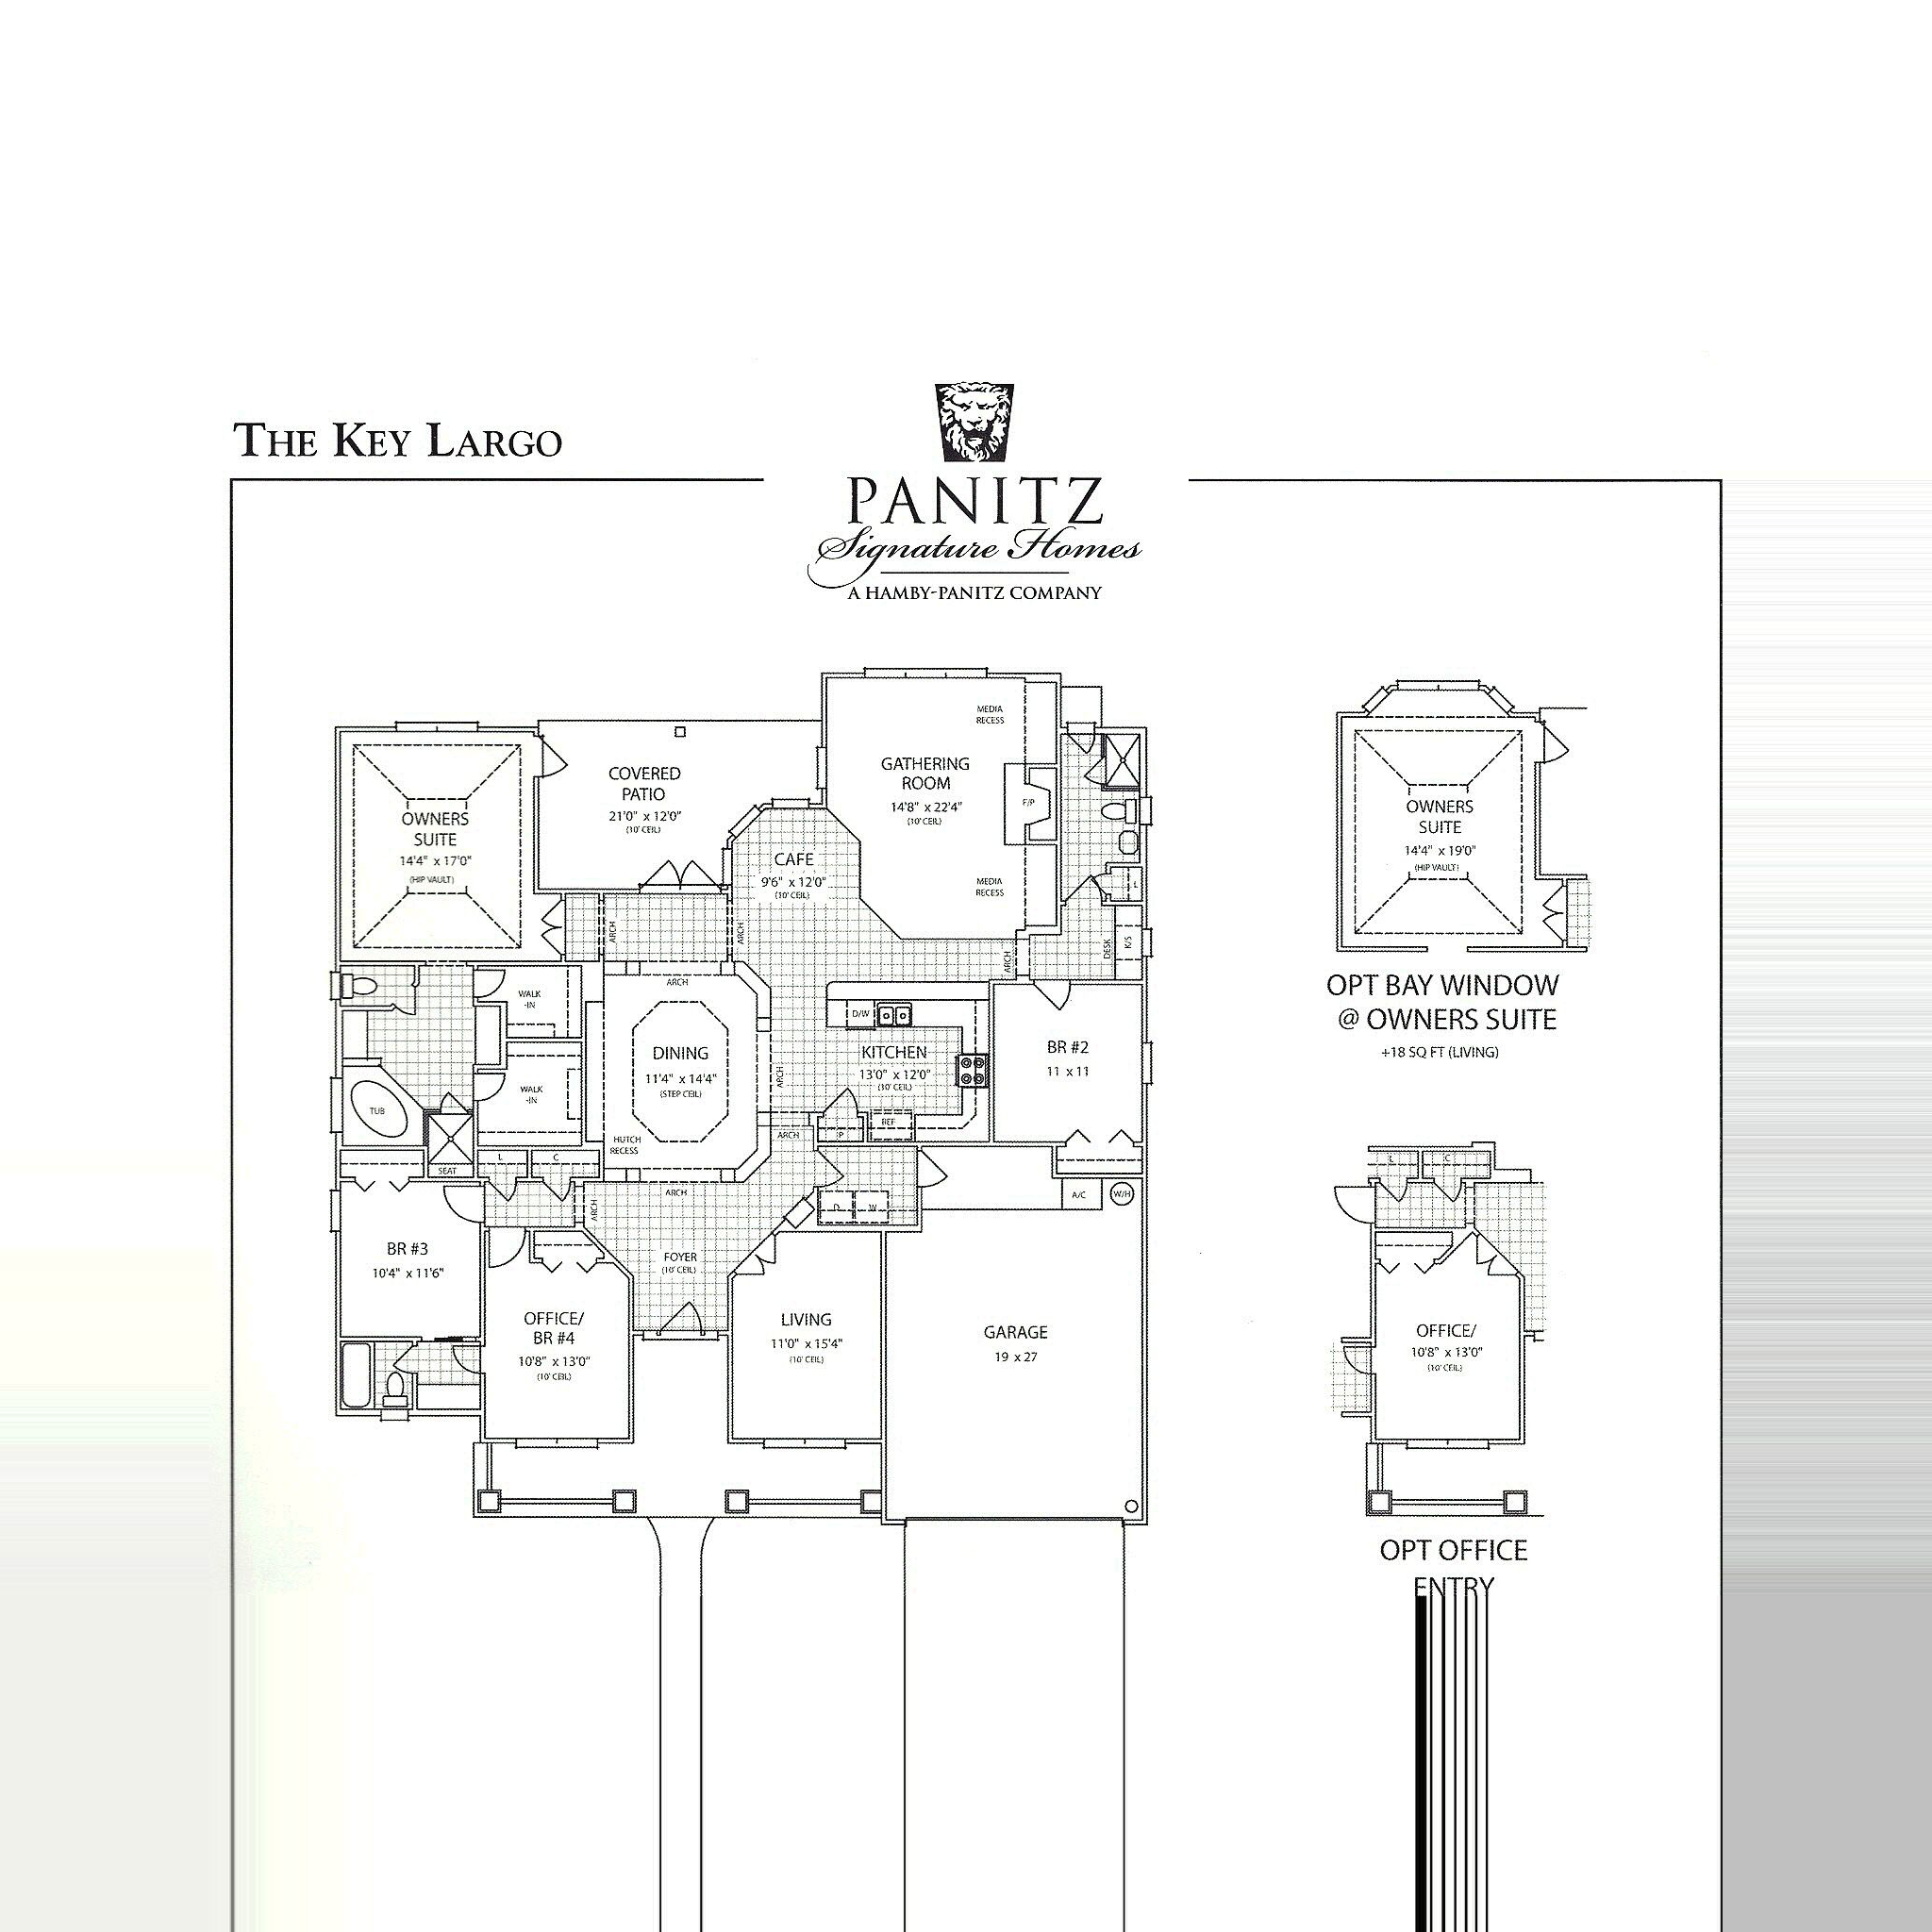 THE KEY LARGO
PANITZ
Signature Homes
A HAMBY-PANITZ COMPANY
MEDIA
RECESS
GATHERING
ROOM
14'8" x 22'4"
(10' CEIL)
F/P
MEDIA
RECESS
COVERED
PATIO
21'0" x 12'0"
(10' CEIL)
OWNERS
SUITE
14'4" x 17'0"
(HIP VAULT)
CAFE
9'6" x 12'0"
(10' CEIL)
L
ARCH
ARCH
ARCH
DESK
K/S
ARCH
WALK
-IN
D/W
KITCHEN
13'0" x 12'0"
(10' CEIL)
BR #2
11 x 11
DINING
11'4" x 14'4"
(STEP CEIL)
ARCH
WALK
-IN
TUB
REF
P
HUTCH
RECESS
ARCH
SEAT
L
C
ARCH
ARCH
D
W
A/C
W/H
BR #3
10'4" x 11'6"
FOYER
(10' CEIL)
OFFICE/
BR #4
10'8" x 13'0"
(10' CEIL)
LIVING
11'0" x 15'4"
(10' CEIL)
GARAGE
19 x 27
OWNERS
SUITE
14'4" x 19'0"
(HIP VAULT)
OPT BAY WINDOW
@ OWNERS SUITE
+18 SQ FT (LIVING)
L
C
OFFICE/
10'8" x 13'0"
(10' CEIL)
OPT OFFICE
ENTRY